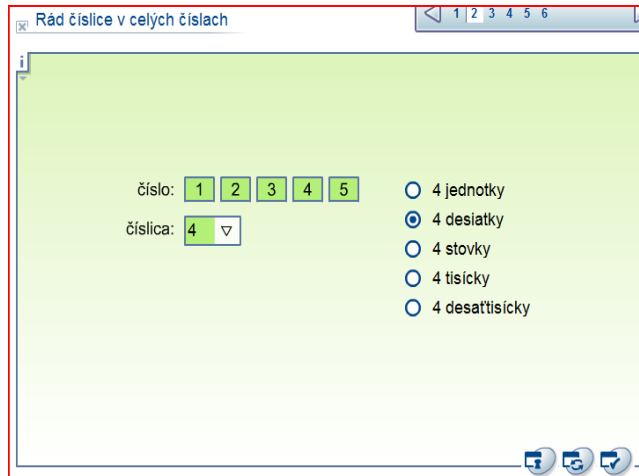 Rád číslice v celých číslach
1 2 3 4 5 6
i
číslo: 1 2 3 4 5
číslica: 4
4 jednotky
4 desiatky
4 stovky
4 tisícky
4 desaťtisícky